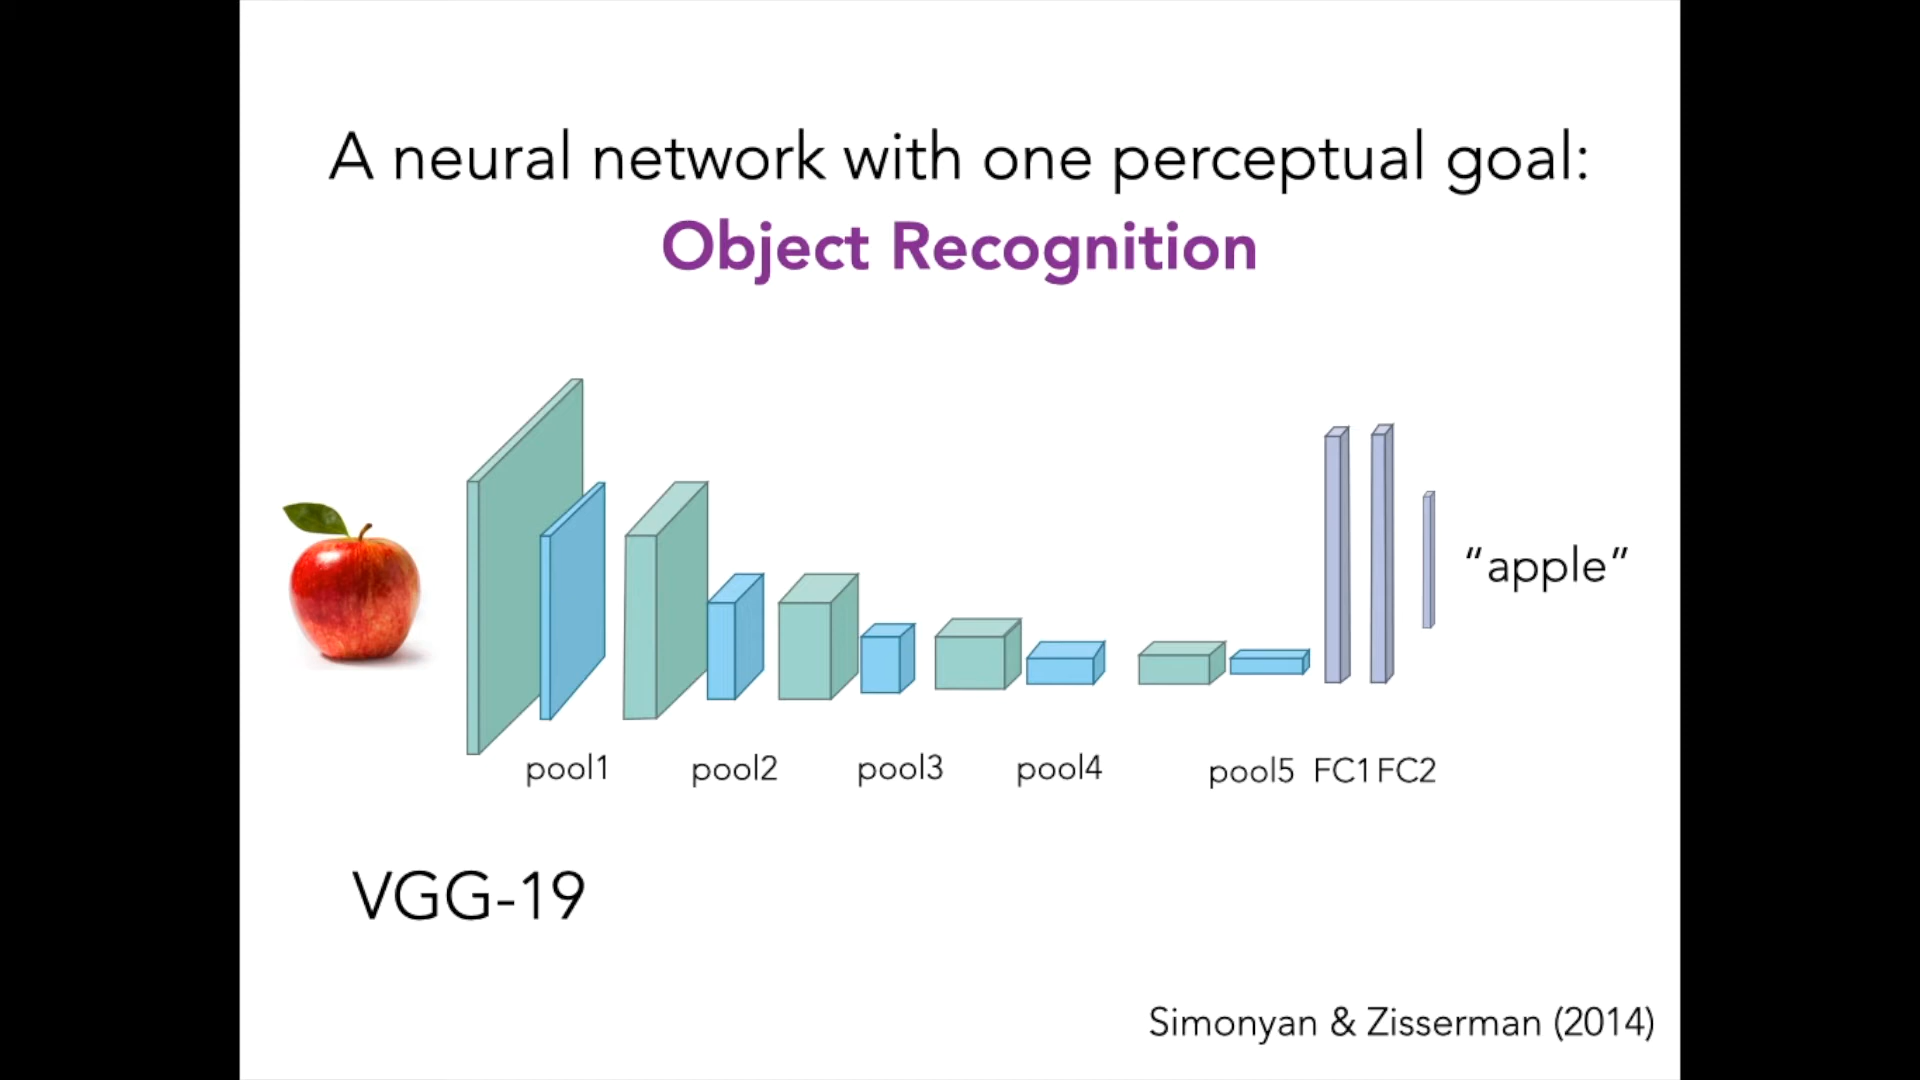 A neural network with one perceptual goal:
Object Recognition
“apple”
pool1 pool2 pool3 pool4 pool5 FC1 FC2
VGG-19
Simonyan & Zisserman (2014)